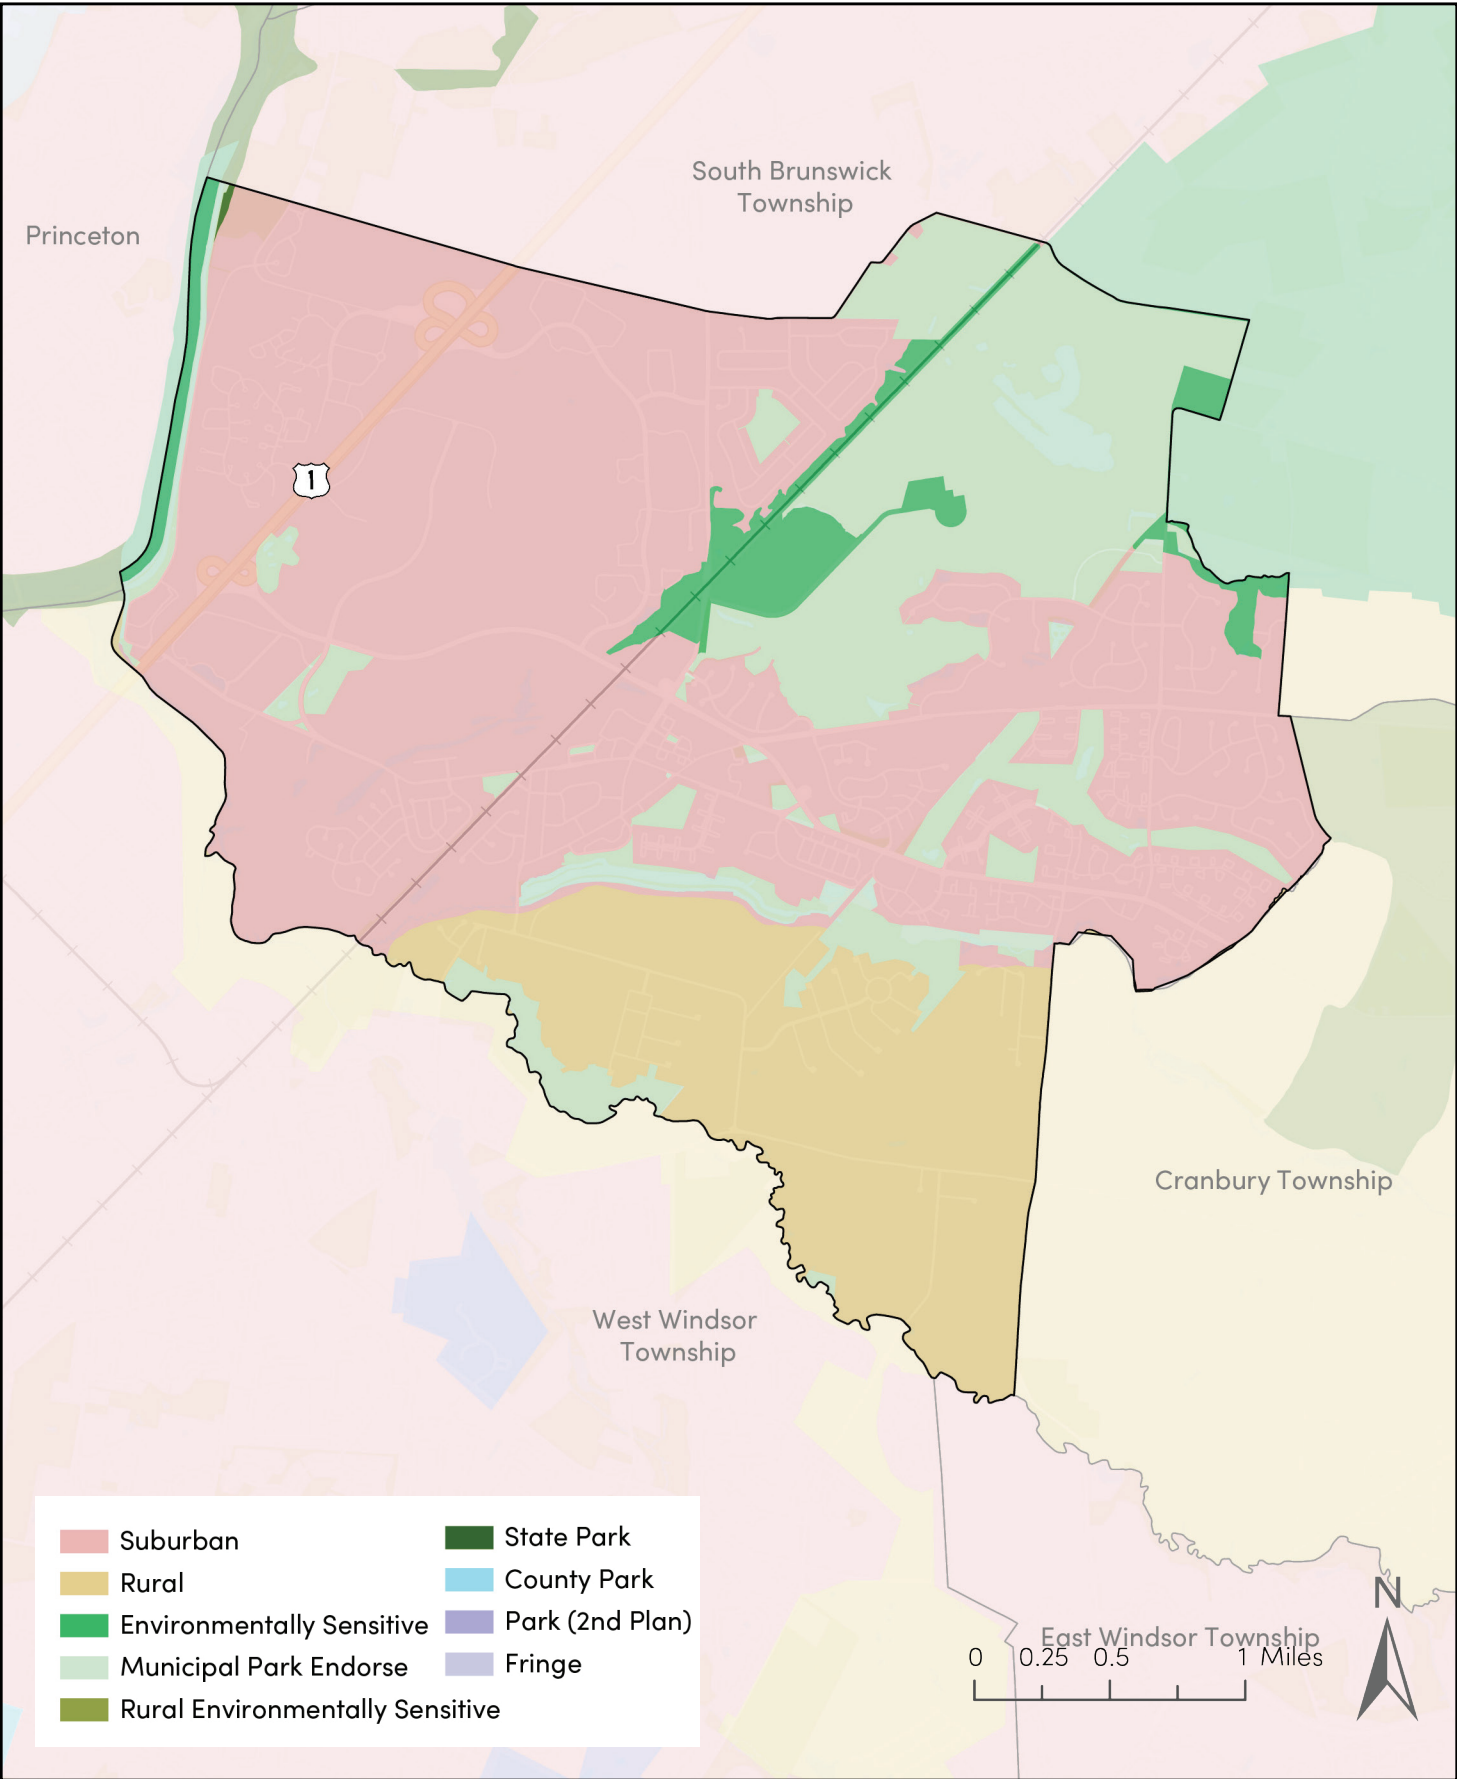 South Brunswick
Township
Princeton
1
Cranbury Township
West Windsor
Township
Suburban
Rural
Environmentally Sensitive
Municipal Park Endorse
Rural Environmentally Sensitive
State Park
County Park
Park (2nd Plan)
Fringe
N
East Windsor Township
0 0.25 0.5 1 Miles